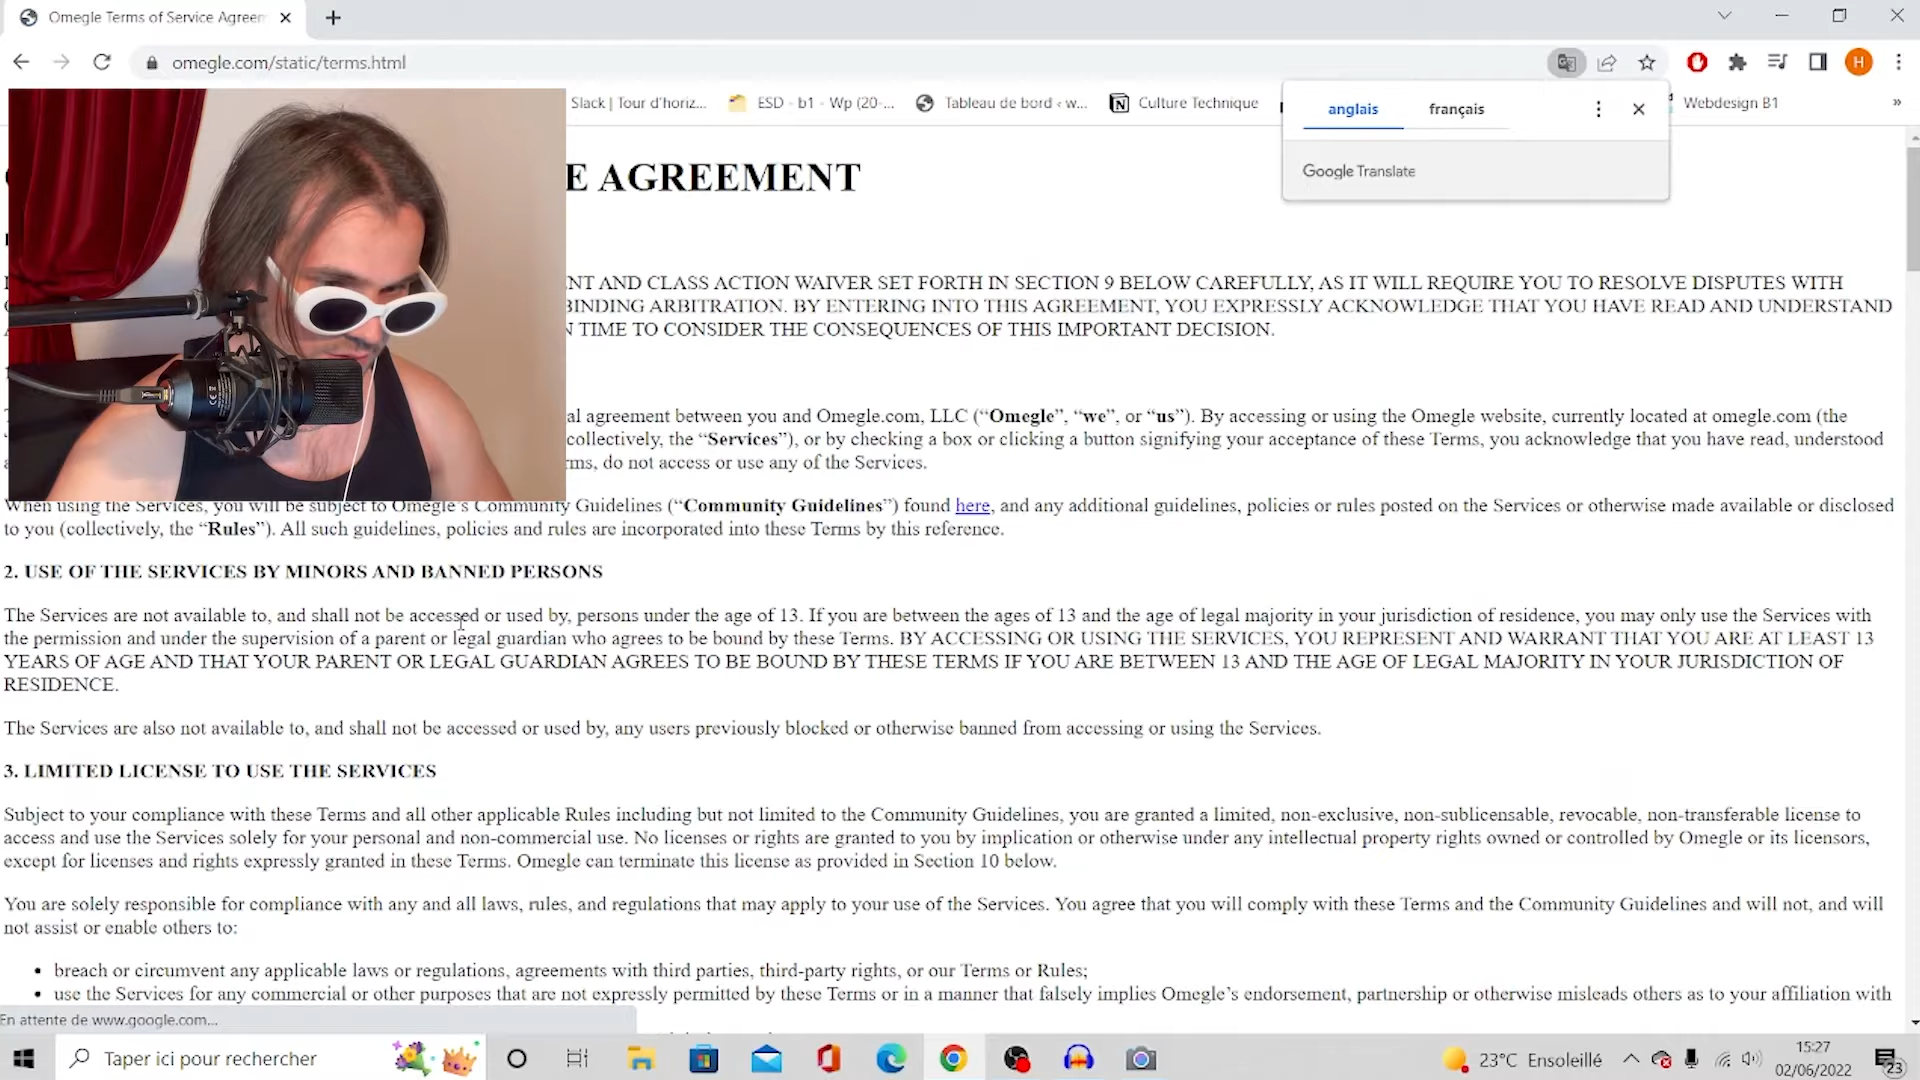 Omegle Terms of Service Agreem
omegle.com/static/terms.html
H
Slack | Tour d'horiz...
ESD - b1 - Wp (20-...
Tableau de bord ‹ w...
Culture Technique
Webdesign B1
»
anglais
français
Google Translate
E AGREEMENT
NT AND CLASS ACTION WAIVER SET FORTH IN SECTION 9 BELOW CAREFULLY, AS IT WILL REQUIRE YOU TO RESOLVE DISPUTES WITH
BINDING ARBITRATION. BY ENTERING INTO THIS AGREEMENT, YOU EXPRESSLY ACKNOWLEDGE THAT YOU HAVE READ AND UNDERSTAND
N TIME TO CONSIDER THE CONSEQUENCES OF THIS IMPORTANT DECISION.
al agreement between you and Omegle.com, LLC (“Omegle”, “we”, or “us”). By accessing or using the Omegle website, currently located at omegle.com (the
collectively, the “Services”), or by checking a box or clicking a button signifying your acceptance of these Terms, you acknowledge that you have read, understood
rms, do not access or use any of the Services.
When using the Services, you will be subject to Omegle's Community Guidelines (“Community Guidelines”) found here, and any additional guidelines, policies or rules posted on the Services or otherwise made available or disclosed
to you (collectively, the “Rules”). All such guidelines, policies and rules are incorporated into these Terms by this reference.
2. USE OF THE SERVICES BY MINORS AND BANNED PERSONS
The Services are not available to, and shall not be accessed or used by, persons under the age of 13. If you are between the ages of 13 and the age of legal majority in your jurisdiction of residence, you may only use the Services with
the permission and under the supervision of a parent or legal guardian who agrees to be bound by these Terms. BY ACCESSING OR USING THE SERVICES, YOU REPRESENT AND WARRANT THAT YOU ARE AT LEAST 13
YEARS OF AGE AND THAT YOUR PARENT OR LEGAL GUARDIAN AGREES TO BE BOUND BY THESE TERMS IF YOU ARE BETWEEN 13 AND THE AGE OF LEGAL MAJORITY IN YOUR JURISDICTION OF
RESIDENCE.
The Services are also not available to, and shall not be accessed or used by, any users previously blocked or otherwise banned from accessing or using the Services.
3. LIMITED LICENSE TO USE THE SERVICES
Subject to your compliance with these Terms and all other applicable Rules including but not limited to the Community Guidelines, you are granted a limited, non-exclusive, non-sublicensable, revocable, non-transferable license to
access and use the Services solely for your personal and non-commercial use. No licenses or rights are granted to you by implication or otherwise under any intellectual property rights owned or controlled by Omegle or its licensors,
except for licenses and rights expressly granted in these Terms. Omegle can terminate this license as provided in Section 10 below.
You are solely responsible for compliance with any and all laws, rules, and regulations that may apply to your use of the Services. You agree that you will comply with these Terms and the Community Guidelines and will not, and will
not assist or enable others to:
• breach or circumvent any applicable laws or regulations, agreements with third parties, third-party rights, or our Terms or Rules;
• use the Services for any commercial or other purposes that are not expressly permitted by these Terms or in a manner that falsely implies Omegle's endorsement, partnership or otherwise misleads others as to your affiliation with
En attente de www.google.com...
Taper ici pour rechercher
23°C Ensoleillé
15:27
02/06/2022
23